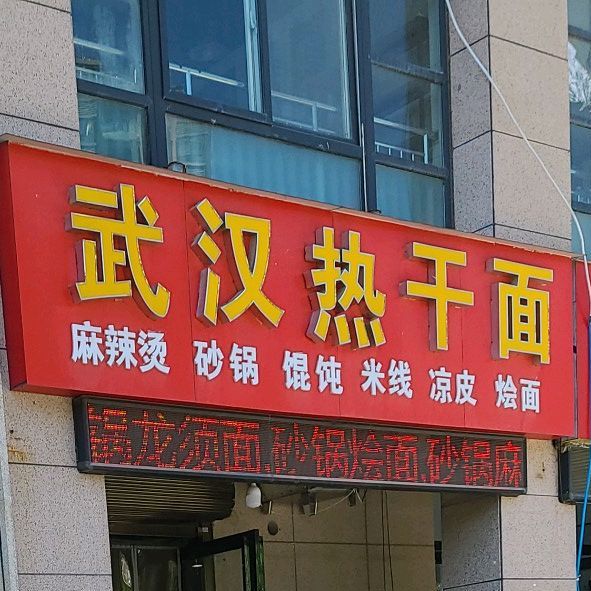 武汉热干面
麻辣烫 砂锅 馄饨 米线 凉皮 烩面
锅龙须面,砂锅烩面,砂锅麻